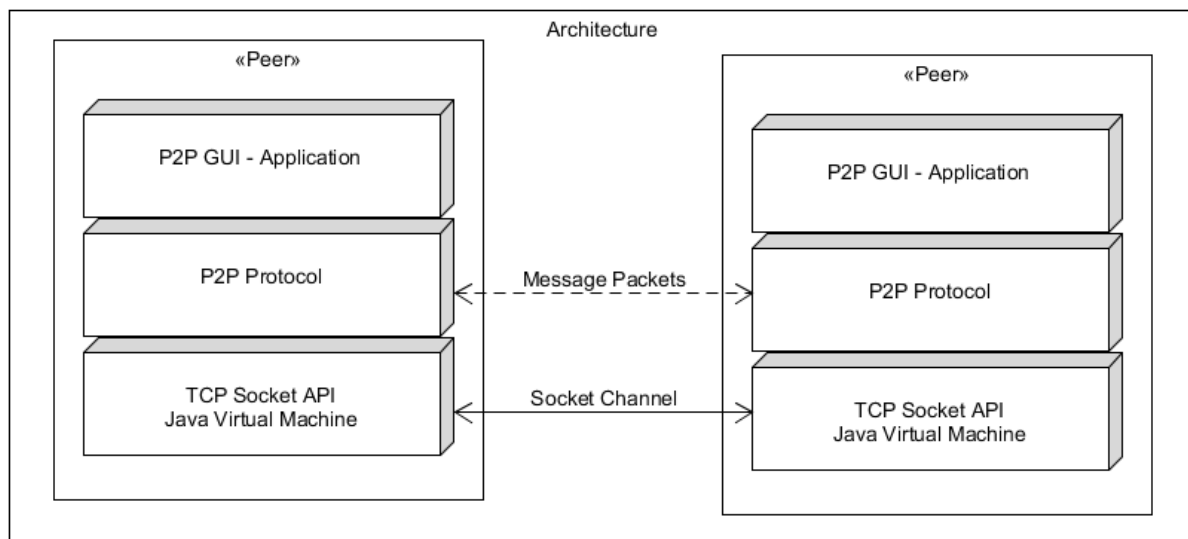 Architecture
«Peer»
P2P GUI - Application
P2P Protocol
TCP Socket API
Java Virtual Machine
Message Packets
Socket Channel
«Peer»
P2P GUI - Application
P2P Protocol
TCP Socket API
Java Virtual Machine